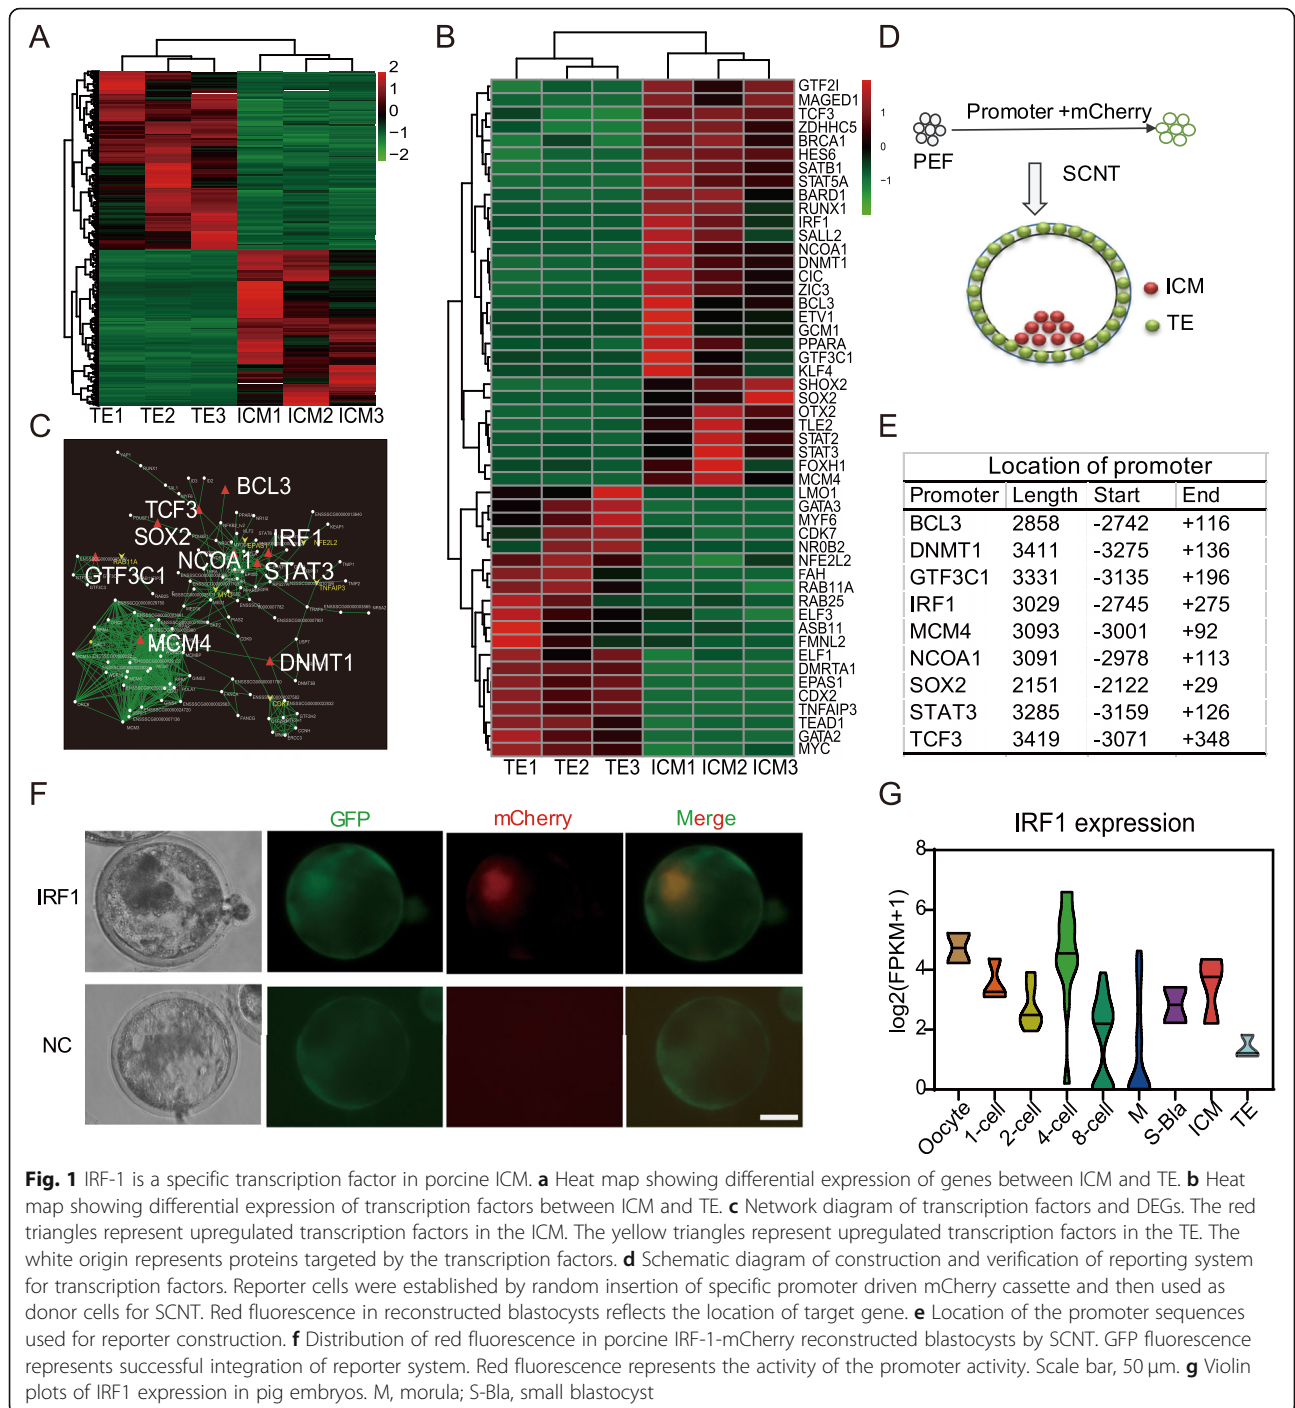 A
2
1
0
−1
−2
TE1 TE2 TE3 ICM1 ICM2 ICM3
B
GTF2I
MAGED1
TCF3
ZDHHC5
BRCA1
HES6
SATB1
STAT5A
BARD1
RUNX1
IRF1
SALL2
NCOA1
DNMT1
CIC
ZIC3
BCL3
ETV1
GCM1
PPARA
GTF3C1
KLF4
SHOX2
SOX2
OTX2
TLE2
STAT2
STAT3
FOXH1
MCM4
LMO1
GATA3
MYF6
CDK7
NR0B2
NFE2L2
FAH
RAB11A
RAB25
ELF3
ASB11
FMNL2
ELF1
DMRTA1
EPAS1
CDX2
TNFAIP3
TEAD1
GATA2
MYC
1
0
−1
TE1 TE2 TE3 ICM1 ICM2 ICM3
C
BCL3
TCF3
SOX2
IRF1
NCOA1
STAT3
GTF3C1
MCM4
DNMT1
NFE2L2
RAB11A
TNFAIP3
D
Promoter +mCherry
PEF
SCNT
ICM
TE
E
Location of promoter
Promoter Length Start End
BCL3 2858 -2742 +116
DNMT1 3411 -3275 +136
GTF3C1 3331 -3135 +196
IRF1 3029 -2745 +275
MCM4 3093 -3001 +92
NCOA1 3091 -2978 +113
SOX2 2151 -2122 +29
STAT3 3285 -3159 +126
TCF3 3419 -3071 +348
F
GFP mCherry Merge
IRF1
NC
G
IRF1 expression
log2(FPKM+1)
8
6
4
2
0
Oocyte 1-cell 2-cell 4-cell 8-cell M S-Bla ICM TE
Fig. 1 IRF-1 is a specific transcription factor in porcine ICM. a Heat map showing differential expression of genes between ICM and TE. b Heat
map showing differential expression of transcription factors between ICM and TE. c Network diagram of transcription factors and DEGs. The red
triangles represent upregulated transcription factors in the ICM. The yellow triangles represent upregulated transcription factors in the TE. The
white origin represents proteins targeted by the transcription factors. d Schematic diagram of construction and verification of reporting system
for transcription factors. Reporter cells were established by random insertion of specific promoter driven mCherry cassette and then used as
donor cells for SCNT. Red fluorescence in reconstructed blastocysts reflects the location of target gene. e Location of the promoter sequences
used for reporter construction. f Distribution of red fluorescence in porcine IRF-1-mCherry reconstructed blastocysts by SCNT. GFP fluorescence
represents successful integration of reporter system. Red fluorescence represents the activity of the promoter activity. Scale bar, 50 μm. g Violin
plots of IRF1 expression in pig embryos. M, morula; S-Bla, small blastocyst